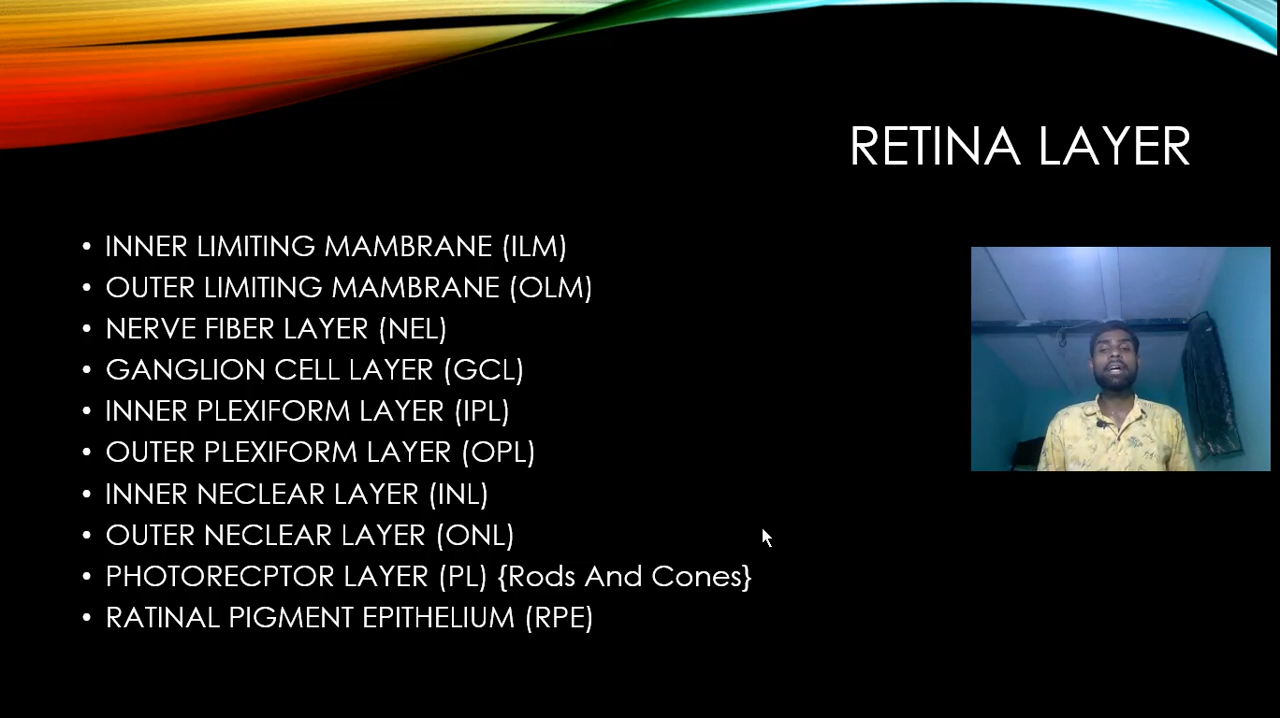 RETINA LAYER
• INNER LIMITING MAMBRANE (ILM)
• OUTER LIMITING MAMBRANE (OLM)
• NERVE FIBER LAYER (NEL)
• GANGLION CELL LAYER (GCL)
• INNER PLEXIFORM LAYER (IPL)
• OUTER PLEXIFORM LAYER (OPL)
• INNER NECLEAR LAYER (INL)
• OUTER NECLEAR LAYER (ONL)
• PHOTORECPTOR LAYER (PL) {Rods And Cones}
• RATINAL PIGMENT EPITHELIUM (RPE)